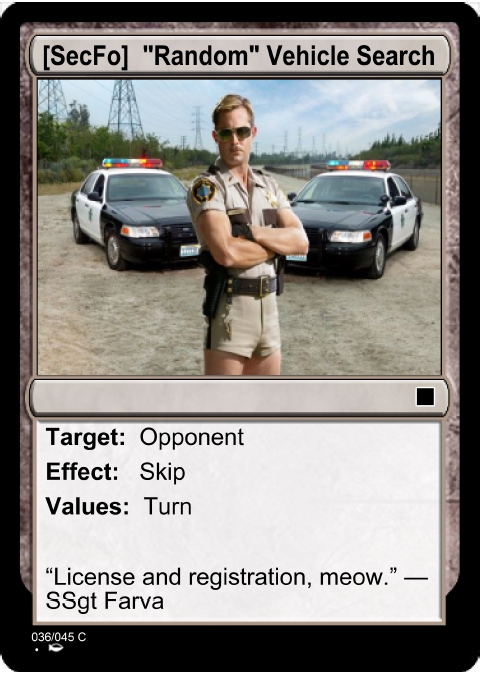 [SecFo] "Random" Vehicle Search
Target: Opponent
Effect: Skip
Values: Turn
“License and registration, meow.” —
SSgt Farva
036/045 C